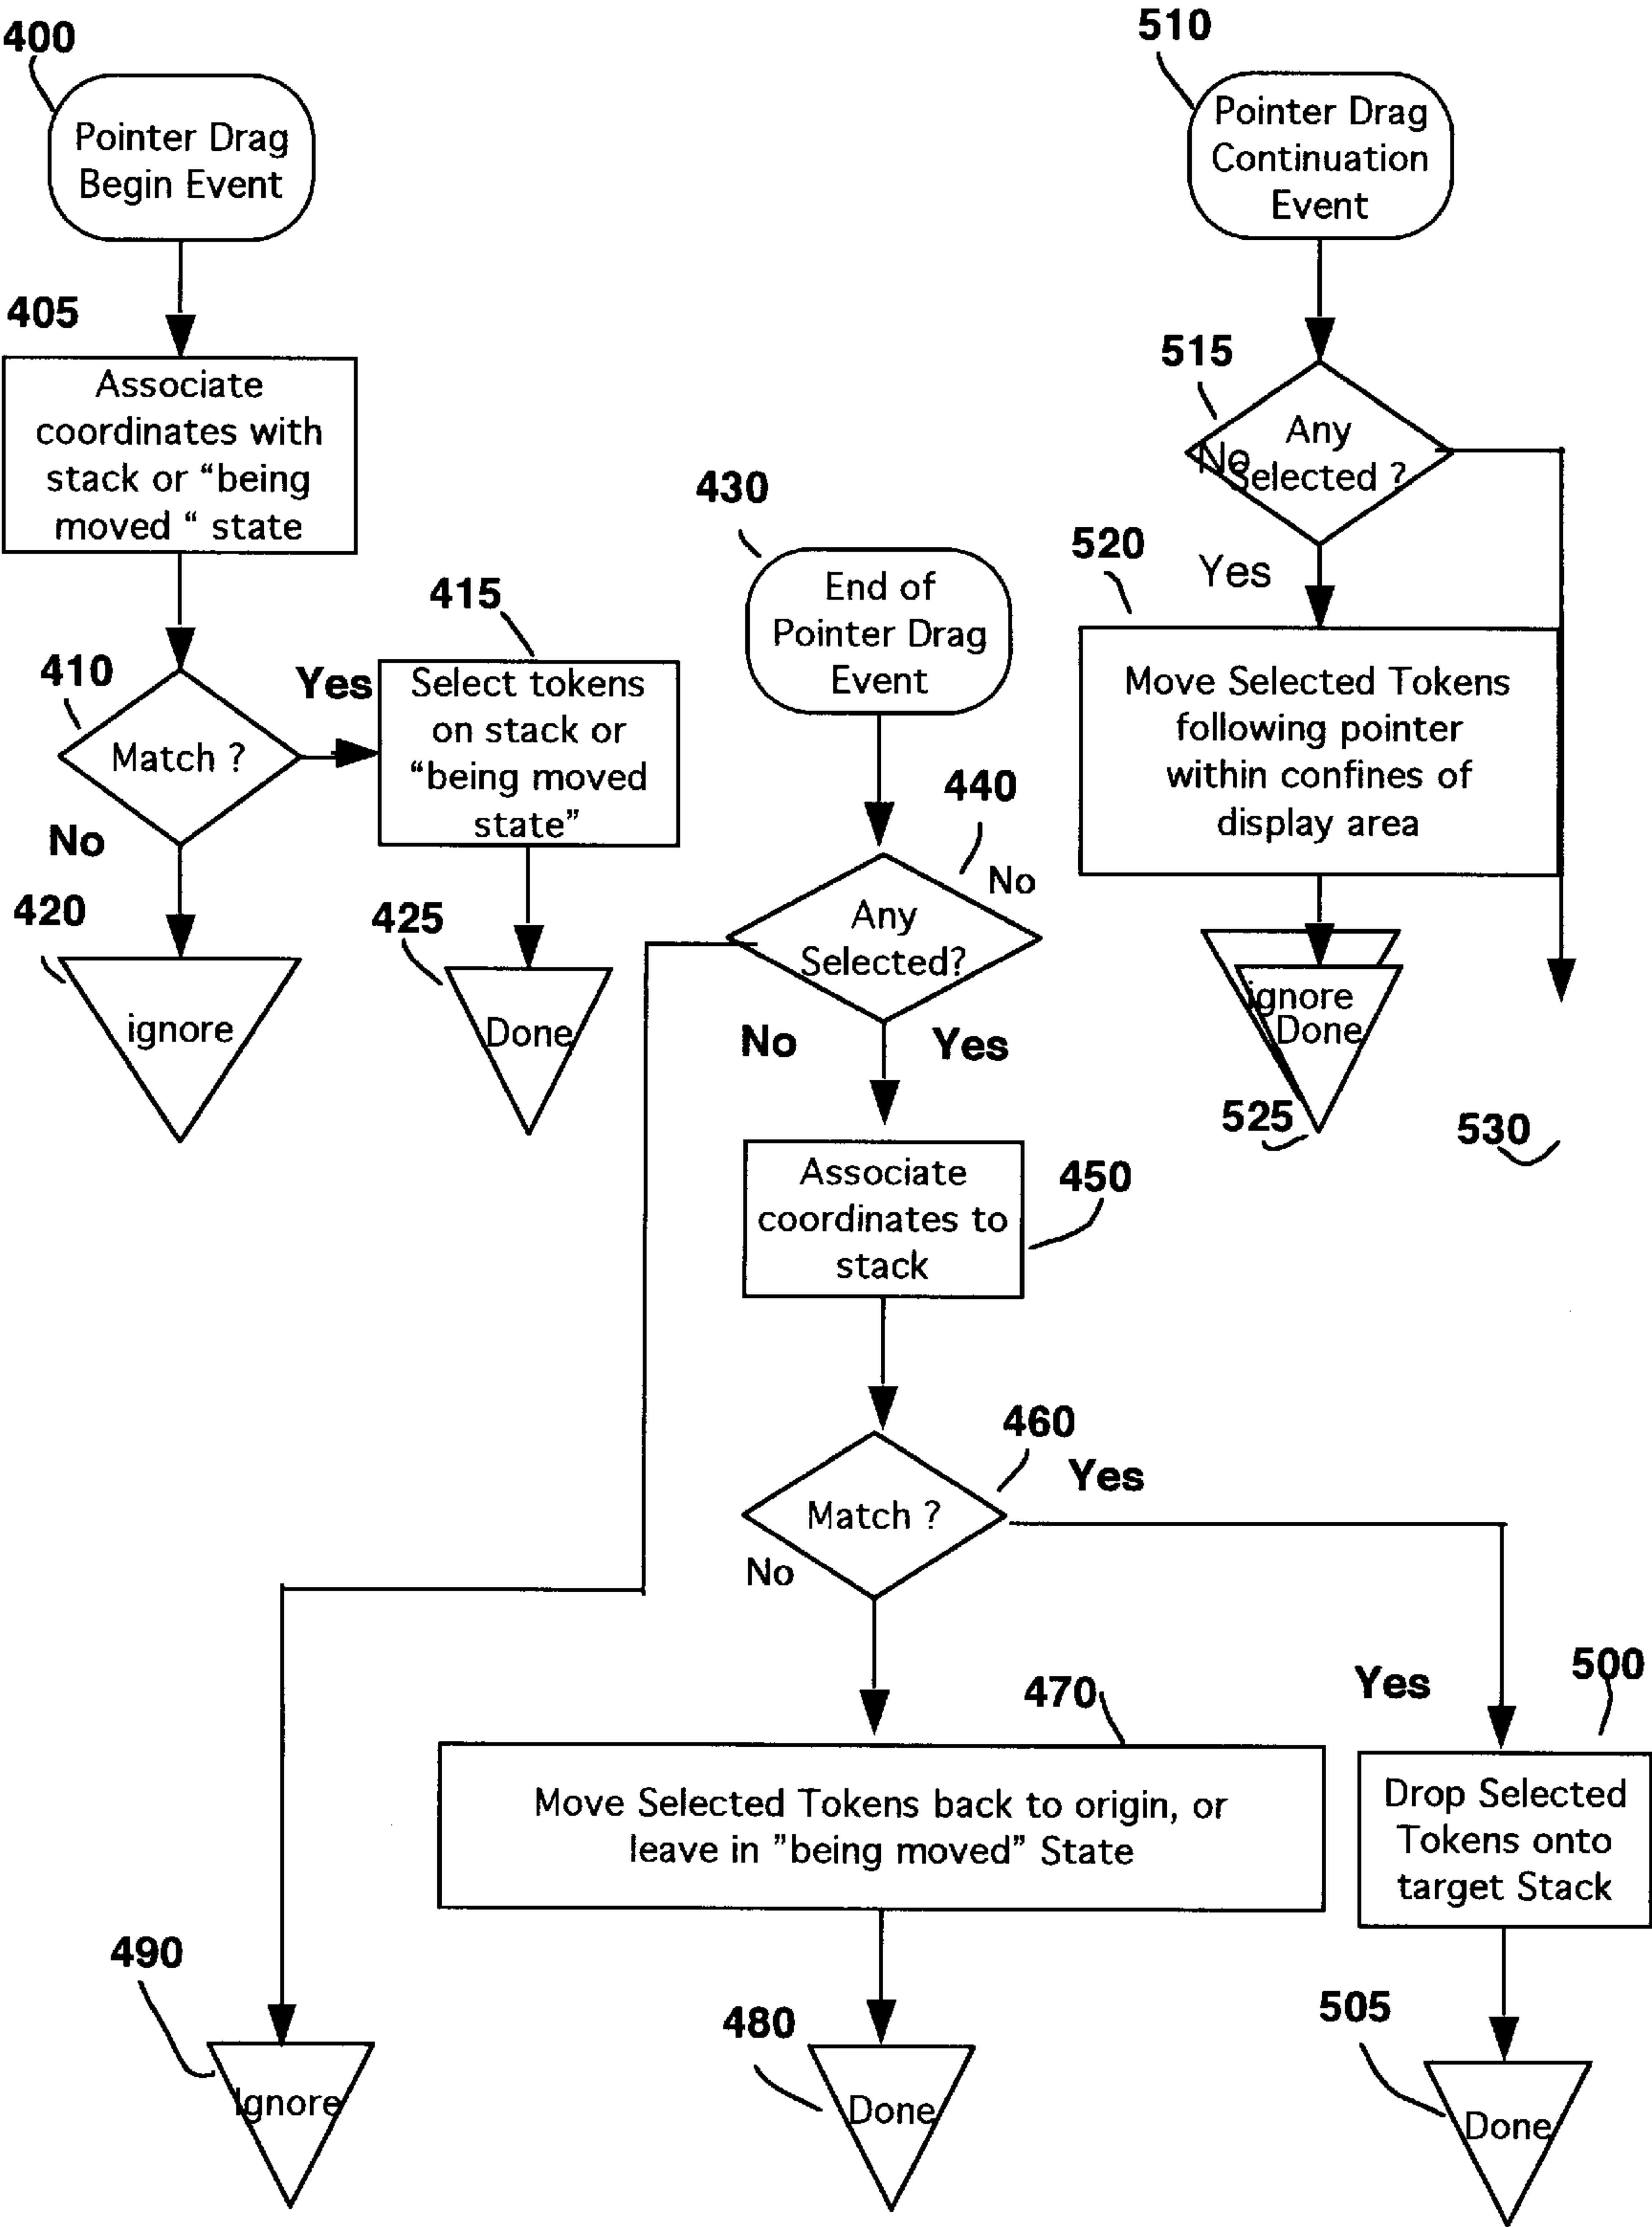 400
Pointer Drag
Begin Event
405
Associate
coordinates with
stack or “being
moved “ state
410
Match ?
Yes
No
415
Select tokens
on stack or
“being moved
state”
420
ignore
425
Done
430
End of
Pointer Drag
Event
440
No
Any
Selected?
No
Yes
450
Associate
coordinates to
stack
460
Match ?
Yes
No
470
Move Selected Tokens back to origin, or
leave in ”being moved” State
480
Done
490
Ignore
Yes
500
Drop Selected
Tokens onto
target Stack
505
Done
510
Pointer Drag
Continuation
Event
515
Any
Selected ?
No
Yes
520
Move Selected Tokens
following pointer
within confines of
display area
ignore
Done
525
530